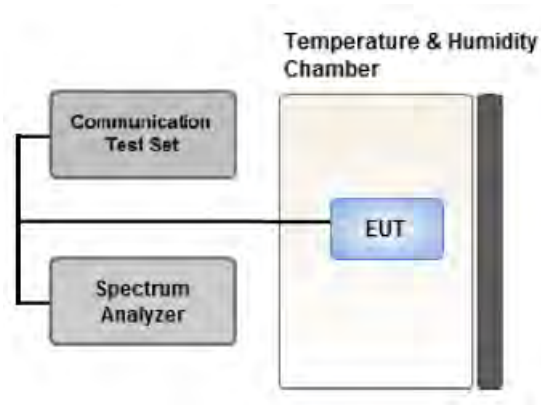 Temperature & Humidity
Chamber
Communication
Test Set
EUT
Spectrum
Analyzer